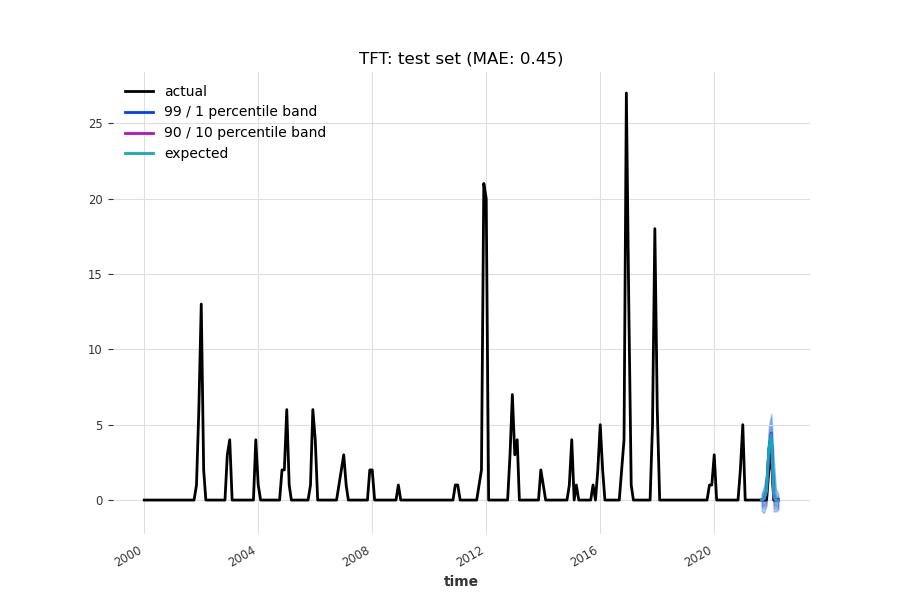 TFT: test set (MAE: 0.45)
actual
99 / 1 percentile band
90 / 10 percentile band
expected
25
20
15
10
5
0
2000
2004
2008
2012
2016
2020
time